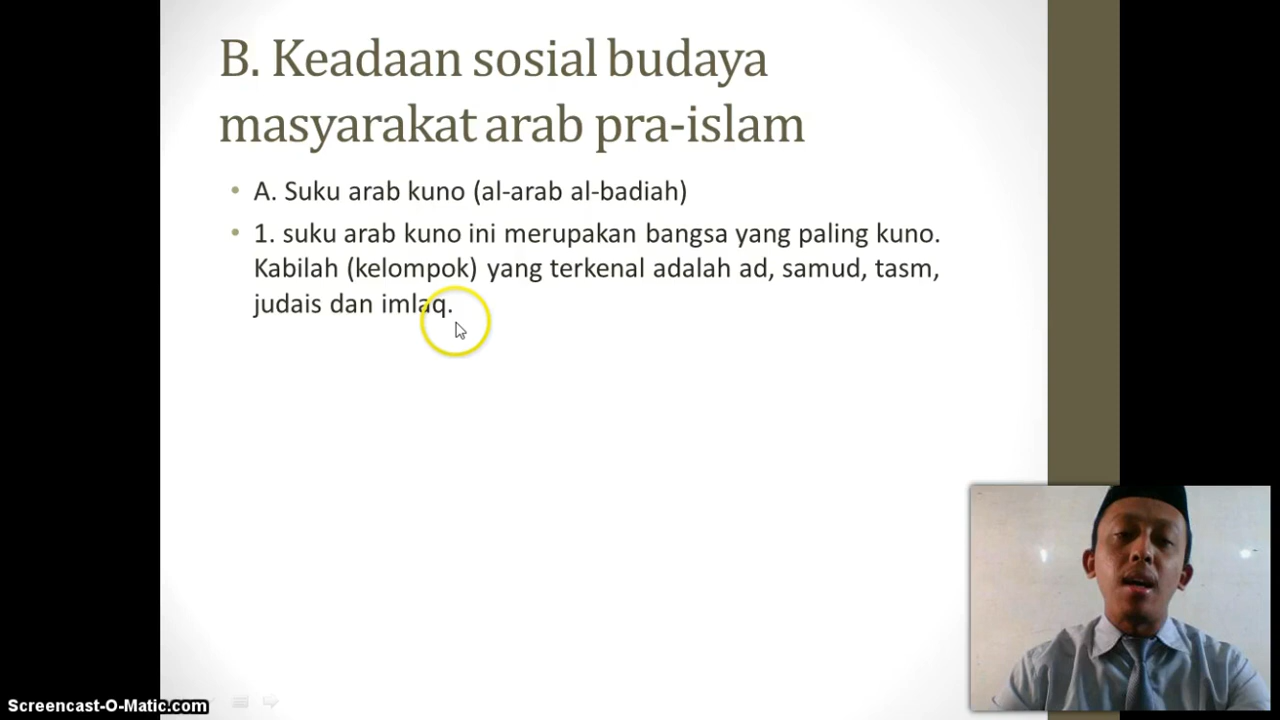 B. Keadaan sosial budaya
masyarakat arab pra-islam
• A. Suku arab kuno (al-arab al-badiah)
• 1. suku arab kuno ini merupakan bangsa yang paling kuno.
Kabilah (kelompok) yang terkenal adalah ad, samud, tasm,
judais dan imlaq.
Screencast-O-Matic.com